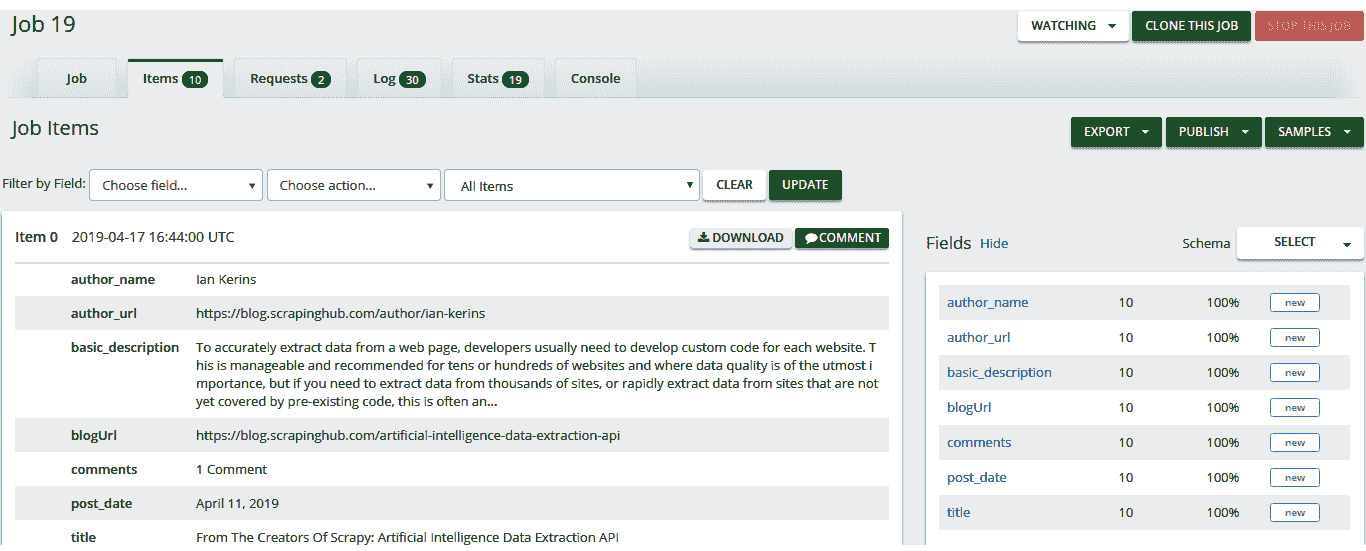 Job 19
WATCHING
CLONE THIS JOB
STOP THIS JOB
Job
Items 10
Requests 2
Log 30
Stats 19
Console
Job Items
EXPORT
PUBLISH
SAMPLES
Filter by Field:
Choose field...
Choose action...
All Items
CLEAR
UPDATE
Item 0 2019-04-17 16:44:00 UTC
DOWNLOAD
COMMENT
author_name Ian Kerins
author_url https://blog.scrapinghub.com/author/ian-kerins
basic_description To accurately extract data from a web page, developers usually need to develop custom code for each website. T
his is manageable and recommended for tens or hundreds of websites and where data quality is of the utmost i
mportance, but if you need to extract data from thousands of sites, or rapidly extract data from sites that are not
yet covered by pre-existing code, this is often an...
blogUrl https://blog.scrapinghub.com/artificial-intelligence-data-extraction-api
comments 1 Comment
post_date April 11, 2019
title From The Creators Of Scrapy: Artificial Intelligence Data Extraction API
Fields Hide
Schema
SELECT
author_name 10 100% new
author_url 10 100% new
basic_description 10 100% new
blogUrl 10 100% new
comments 10 100% new
post_date 10 100% new
title 10 100% new